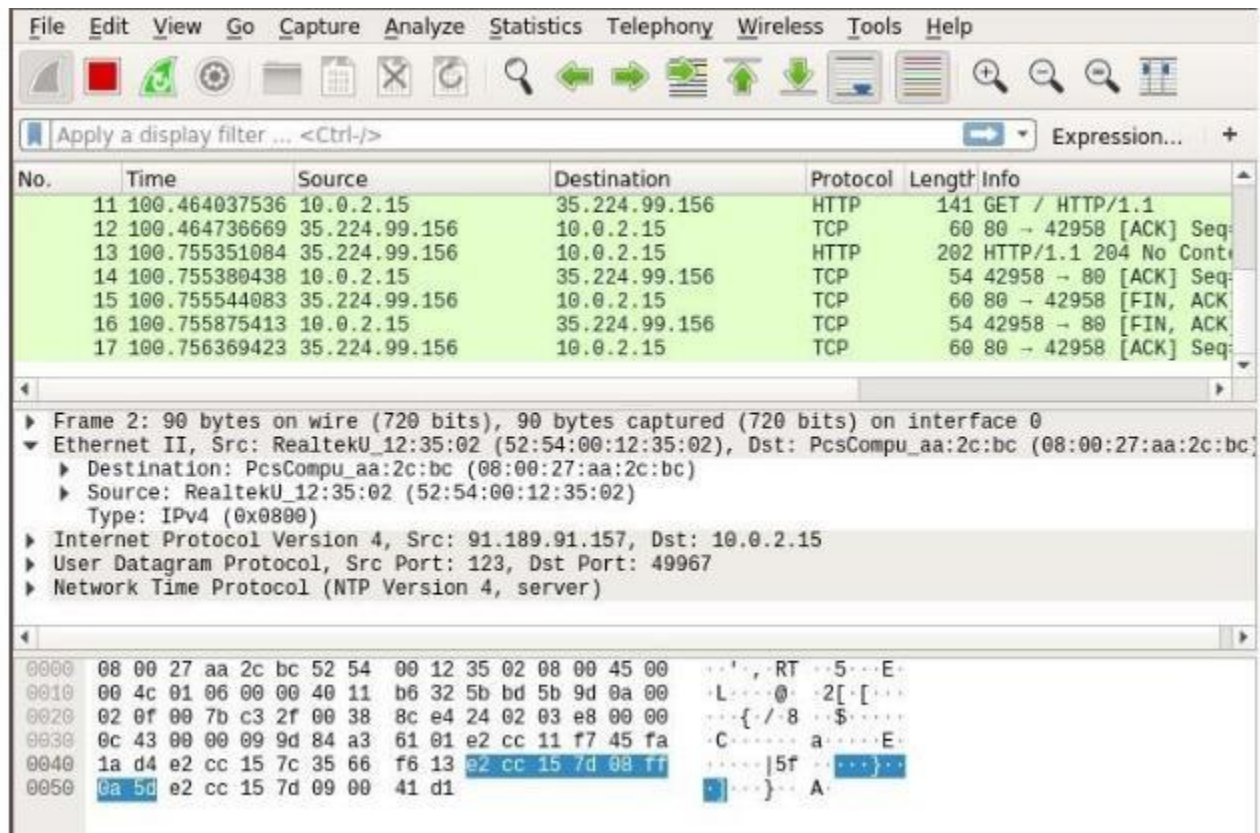 File Edit View Go Capture Analyze Statistics Telephony Wireless Tools Help
Apply a display filter ... <Ctrl-/> Expression... +
No. Time Source Destination Protocol Length Info
11 100.464037536 10.0.2.15 35.224.99.156 HTTP 141 GET / HTTP/1.1
12 100.464736669 35.224.99.156 10.0.2.15 TCP 60 80 → 42958 [ACK] Seq=
13 100.755351084 35.224.99.156 10.0.2.15 HTTP 202 HTTP/1.1 204 No Conte
14 100.755380438 10.0.2.15 35.224.99.156 TCP 54 42958 → 80 [ACK] Seq=
15 100.755544083 35.224.99.156 10.0.2.15 TCP 60 80 → 42958 [FIN, ACK
16 100.755875413 10.0.2.15 35.224.99.156 TCP 54 42958 → 80 [FIN, ACK
17 100.756369423 35.224.99.156 10.0.2.15 TCP 60 80 → 42958 [ACK] Seq=
Frame 2: 90 bytes on wire (720 bits), 90 bytes captured (720 bits) on interface 0
Ethernet II, Src: RealtekU_12:35:02 (52:54:00:12:35:02), Dst: PcsCompu_aa:2c:bc (08:00:27:aa:2c:bc)
Destination: PcsCompu_aa:2c:bc (08:00:27:aa:2c:bc)
Source: RealtekU_12:35:02 (52:54:00:12:35:02)
Type: IPv4 (0x0800)
Internet Protocol Version 4, Src: 91.189.91.157, Dst: 10.0.2.15
User Datagram Protocol, Src Port: 123, Dst Port: 49967
Network Time Protocol (NTP Version 4, server)
0000 08 00 27 aa 2c bc 52 54 00 12 35 02 08 00 45 00 ··'·,·RT ··5···E·
0010 00 4c 01 06 00 00 40 11 b6 32 5b bd 5b 9d 0a 00 ·L····@· ·2[·[···
0020 02 0f 00 7b c3 2f 00 38 8c e4 24 02 03 e8 00 00 ···{·/·8 ··$·····
0030 0c 43 00 00 09 9d 84 a3 61 01 e2 cc 11 f7 45 fa ·C······ a·····E·
0040 1a d4 e2 cc 15 7c 35 66 f6 13 e2 cc 15 7d 08 ff ·····|5f ·····}··
0050 0a 5d e2 cc 15 7d 09 00 41 d1 ·]···}·· A·